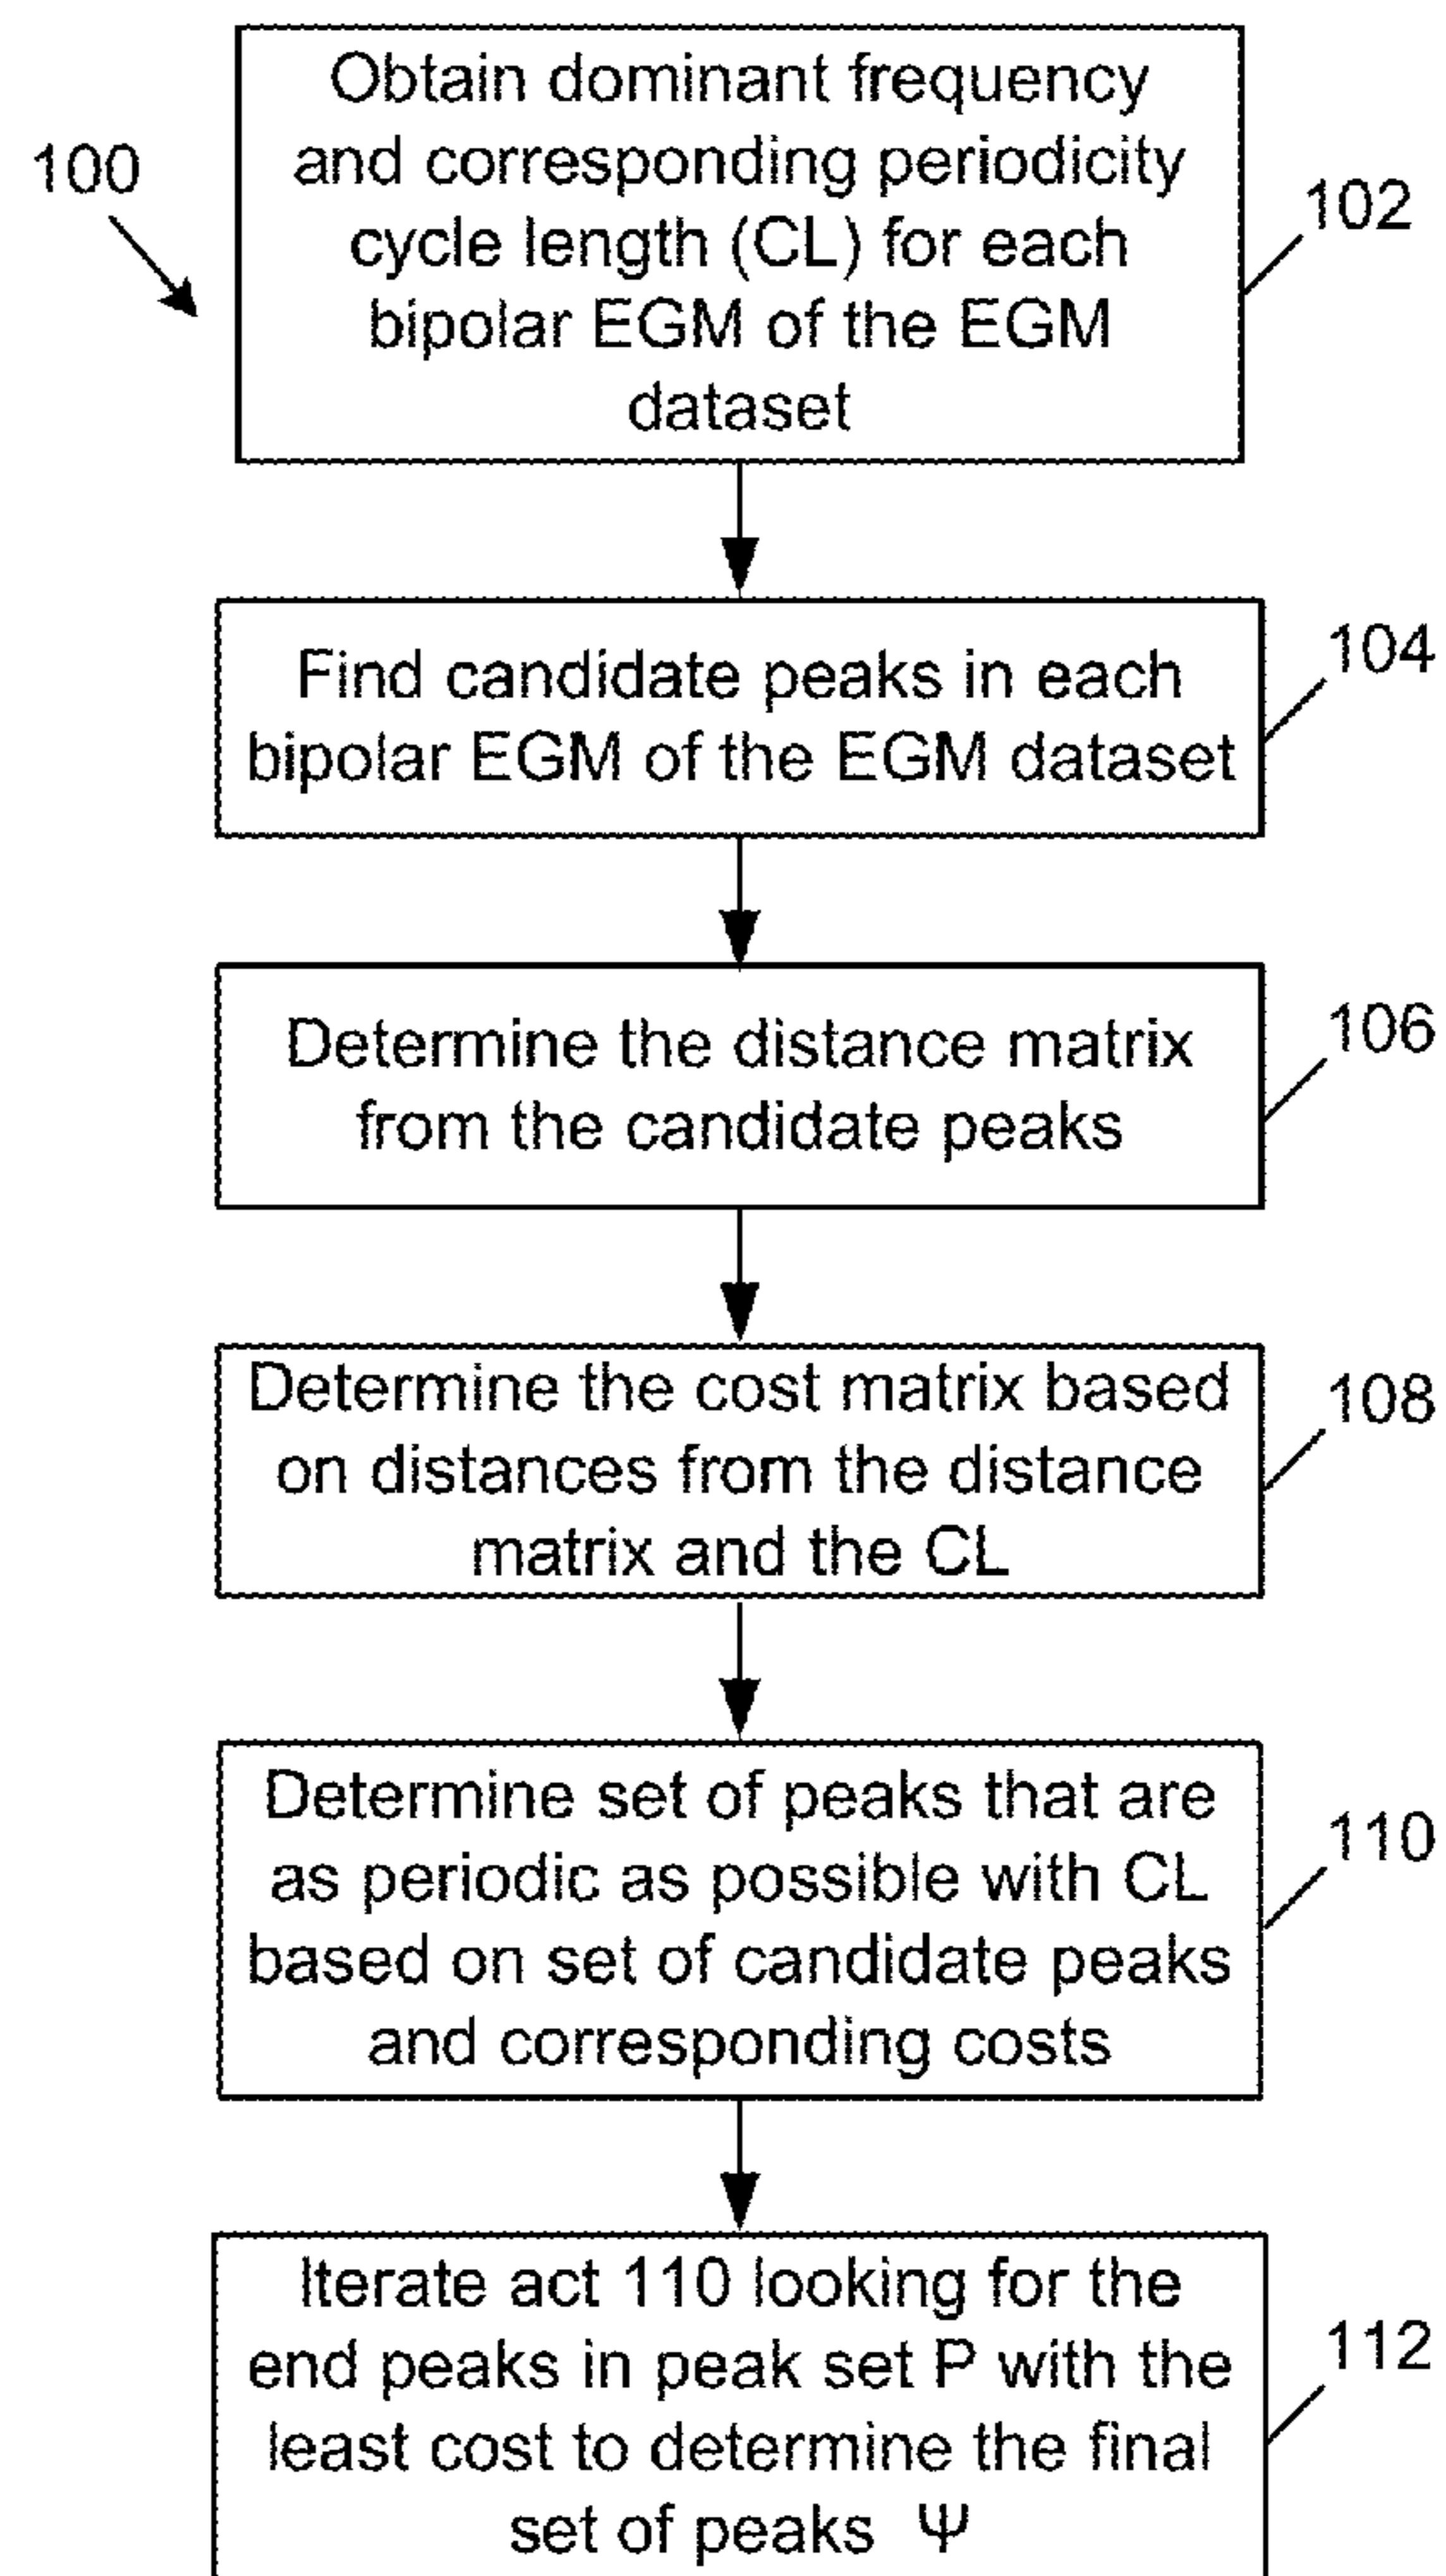 100
Obtain dominant frequency
and corresponding periodicity
cycle length (CL) for each
bipolar EGM of the EGM
dataset
102
Find candidate peaks in each
bipolar EGM of the EGM dataset
104
Determine the distance matrix
from the candidate peaks
106
Determine the cost matrix based
on distances from the distance
matrix and the CL
108
Determine set of peaks that are
as periodic as possible with CL
based on set of candidate peaks
and corresponding costs
110
Iterate act 110 looking for the
end peaks in peak set P with the
least cost to determine the final
set of peaks Ψ
112